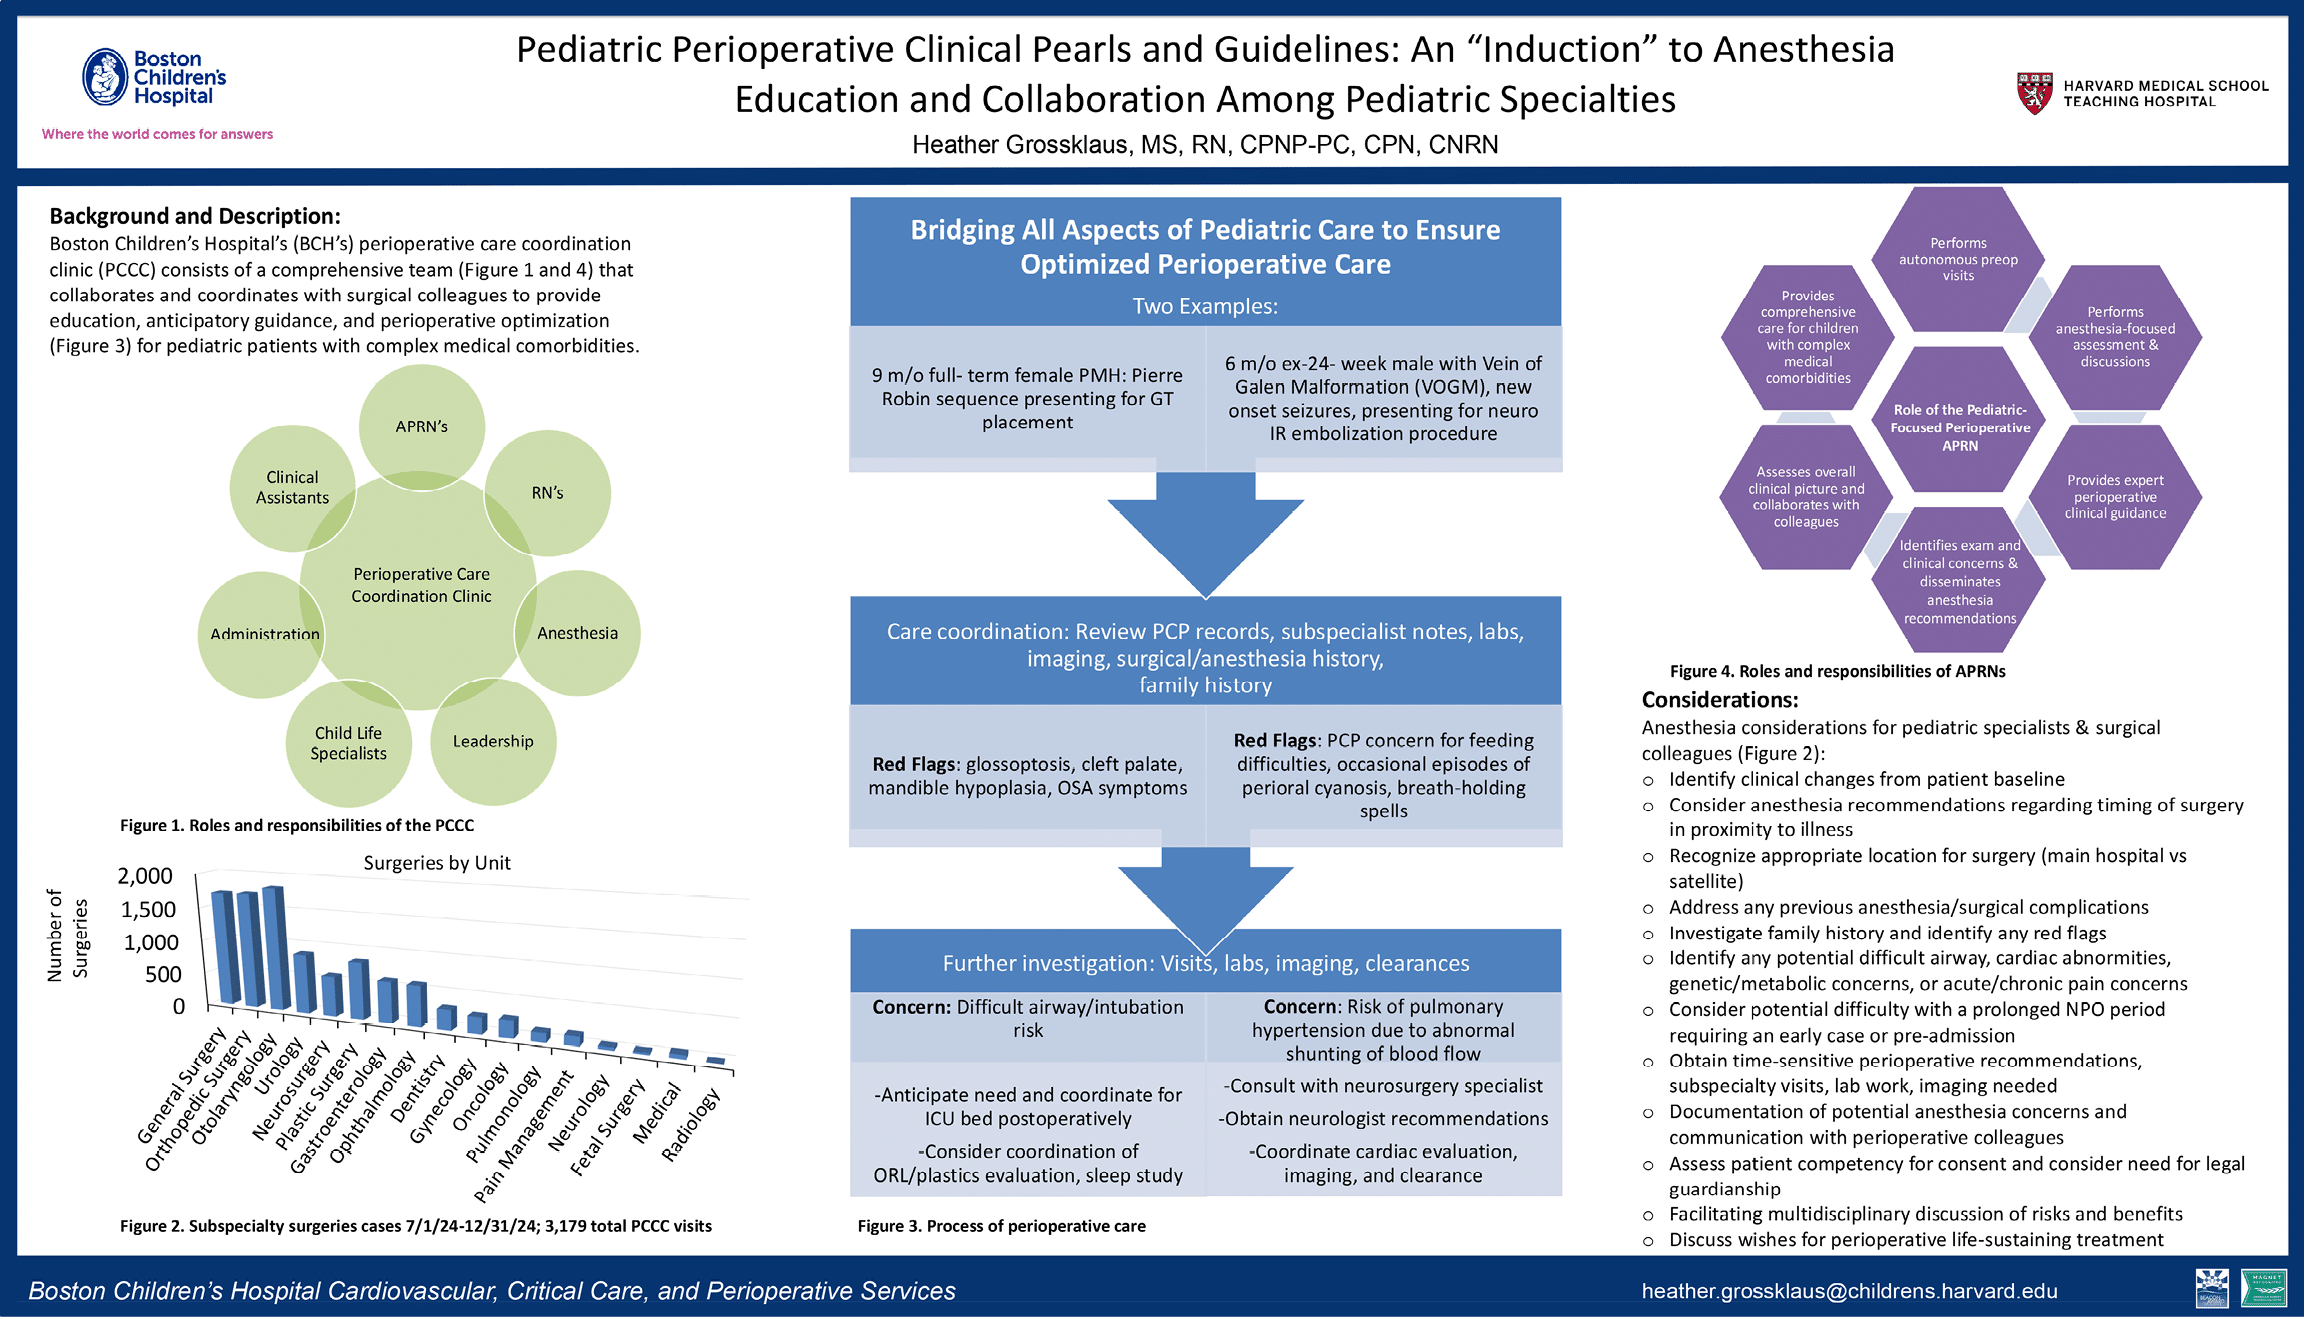 Boston
Children's
Hospital
Where the world comes for answers
Pediatric Perioperative Clinical Pearls and Guidelines: An “Induction” to Anesthesia
Education and Collaboration Among Pediatric Specialties
Heather Grossklaus, MS, RN, CPNP-PC, CPN, CNRN
HARVARD MEDICAL SCHOOL
TEACHING HOSPITAL
Background and Description:
Boston Children’s Hospital’s (BCH’s) perioperative care coordination
clinic (PCCC) consists of a comprehensive team (Figure 1 and 4) that
collaborates and coordinates with surgical colleagues to provide
education, anticipatory guidance, and perioperative optimization
(Figure 3) for pediatric patients with complex medical comorbidities.
APRN’s
RN’s
Anesthesia
Leadership
Child Life
Specialists
Administration
Clinical
Assistants
Perioperative Care
Coordination Clinic
Figure 1. Roles and responsibilities of the PCCC
Surgeries by Unit
Number of
Surgeries
2,000
1,500
1,000
500
0
General Surgery
Orthopedic Surgery
Otolaryngology
Urology
Neurosurgery
Plastic Surgery
Gastroenterology
Ophthalmology
Dentistry
Gynecology
Oncology
Pulmonology
Pain Management
Neurology
Fetal Surgery
Medical
Radiology
Figure 2. Subspecialty surgeries cases 7/1/24-12/31/24; 3,179 total PCCC visits
Bridging All Aspects of Pediatric Care to Ensure
Optimized Perioperative Care
Two Examples:
9 m/o full- term female PMH: Pierre
Robin sequence presenting for GT
placement
6 m/o ex-24- week male with Vein of
Galen Malformation (VOGM), new
onset seizures, presenting for neuro
IR embolization procedure
Care coordination: Review PCP records, subspecialist notes, labs,
imaging, surgical/anesthesia history,
family history
Red Flags: glossoptosis, cleft palate,
mandible hypoplasia, OSA symptoms
Red Flags: PCP concern for feeding
difficulties, occasional episodes of
perioral cyanosis, breath-holding
spells
Further investigation: Visits, labs, imaging, clearances
Concern: Difficult airway/intubation
risk
Concern: Risk of pulmonary
hypertension due to abnormal
shunting of blood flow
-Anticipate need and coordinate for
ICU bed postoperatively
-Consider coordination of
ORL/plastics evaluation, sleep study
-Consult with neurosurgery specialist
-Obtain neurologist recommendations
-Coordinate cardiac evaluation,
imaging, and clearance
Figure 3. Process of perioperative care
Performs
autonomous preop
visits
Performs
anesthesia-focused
assessment &
discussions
Provides expert
perioperative
clinical guidance
Identifies exam and
clinical concerns &
disseminates
anesthesia
recommendations
Assesses overall
clinical picture and
collaborates with
colleagues
Provides
comprehensive
care for children
with complex
medical
comorbidities
Role of the Pediatric-
Focused Perioperative
APRN
Figure 4. Roles and responsibilities of APRNs
Considerations:
Anesthesia considerations for pediatric specialists & surgical
colleagues (Figure 2):
o Identify clinical changes from patient baseline
o Consider anesthesia recommendations regarding timing of surgery
in proximity to illness
o Recognize appropriate location for surgery (main hospital vs
satellite)
o Address any previous anesthesia/surgical complications
o Investigate family history and identify any red flags
o Identify any potential difficult airway, cardiac abnormities,
genetic/metabolic concerns, or acute/chronic pain concerns
o Consider potential difficulty with a prolonged NPO period
requiring an early case or pre-admission
o Obtain time-sensitive perioperative recommendations,
subspecialty visits, lab work, imaging needed
o Documentation of potential anesthesia concerns and
communication with perioperative colleagues
o Assess patient competency for consent and consider need for legal
guardianship
o Facilitating multidisciplinary discussion of risks and benefits
o Discuss wishes for perioperative life-sustaining treatment
Boston Children’s Hospital Cardiovascular, Critical Care, and Perioperative Services
heather.grossklaus@childrens.harvard.edu
BEACON
MAGNET
RECOGNIZED